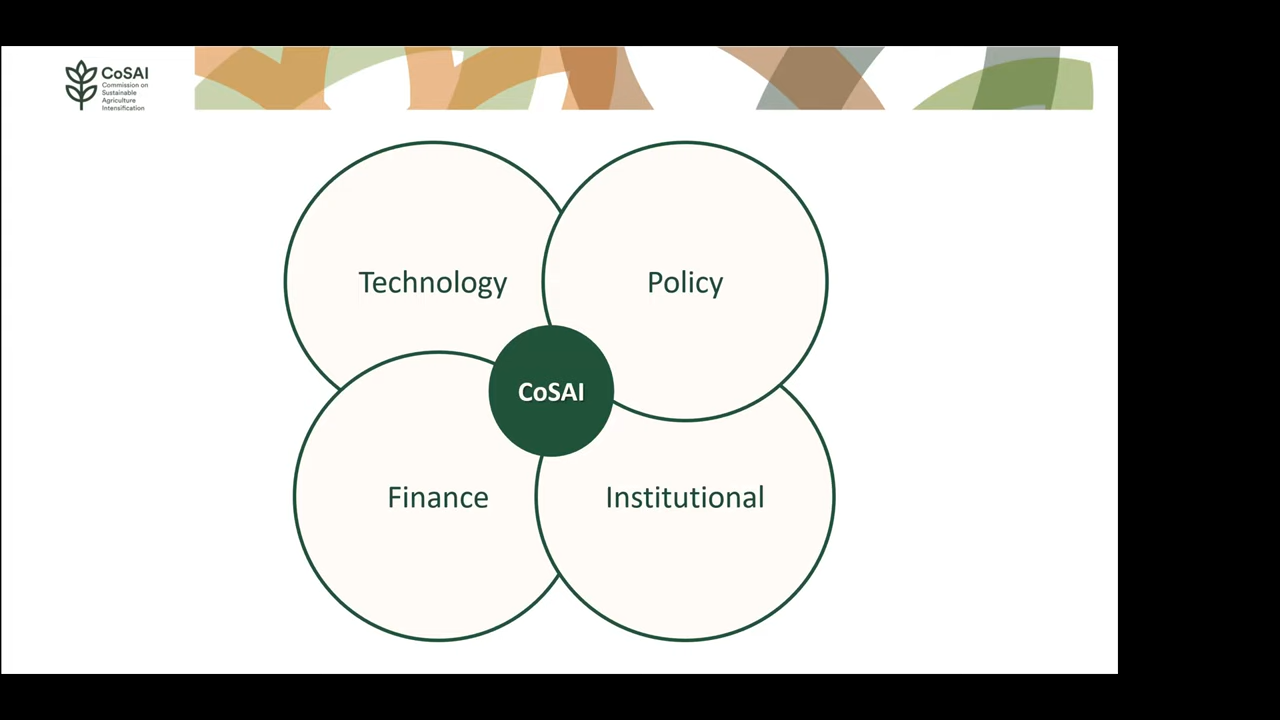 CoSAI
Commission on
Sustainable
Agriculture
Intensification
Technology
Policy
CoSAI
Finance
Institutional